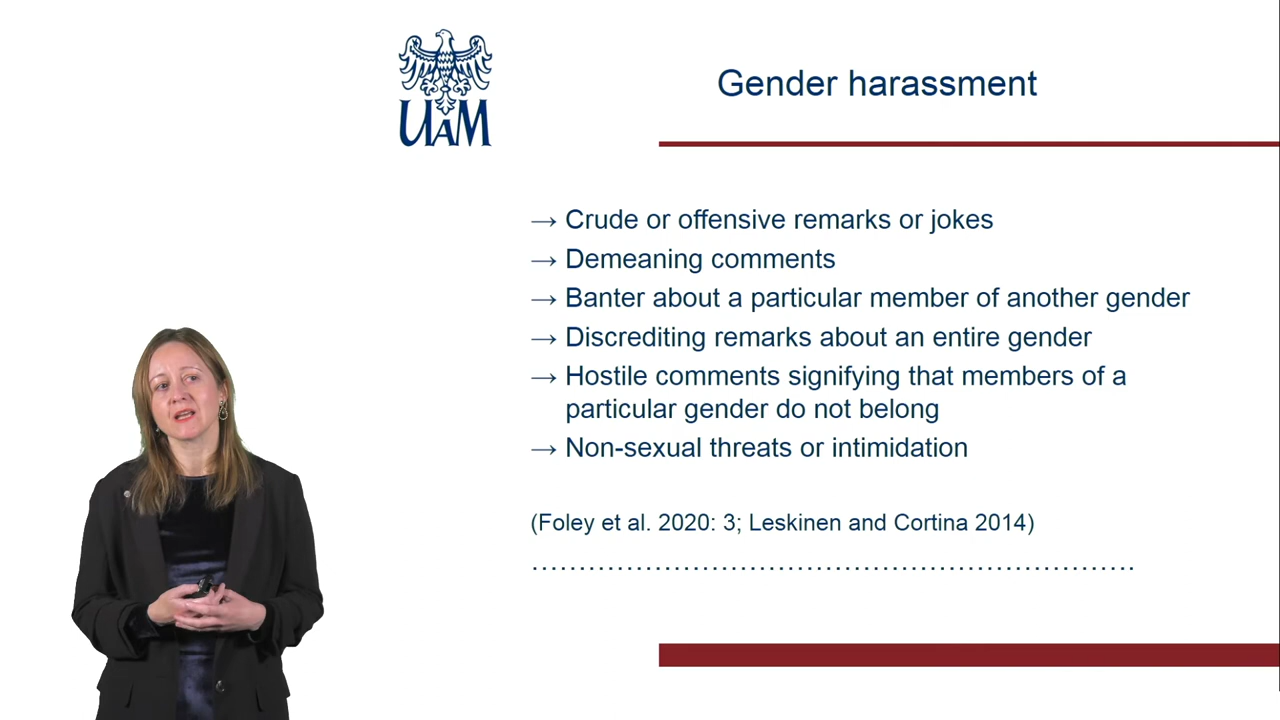 UAM
Gender harassment
→ Crude or offensive remarks or jokes
→ Demeaning comments
→ Banter about a particular member of another gender
→ Discrediting remarks about an entire gender
→ Hostile comments signifying that members of a
particular gender do not belong
→ Non-sexual threats or intimidation
(Foley et al. 2020: 3; Leskinen and Cortina 2014)
…………………………………………………………….